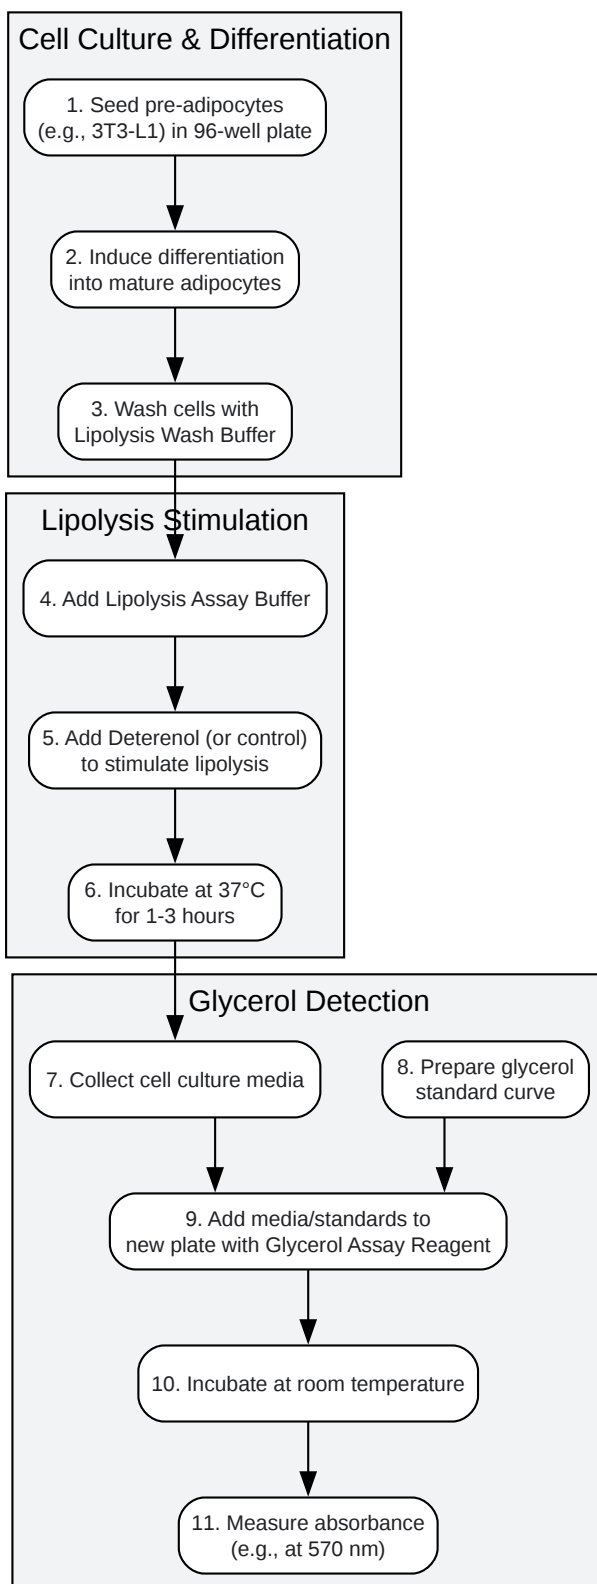 Cell Culture & Differentiation
1. Seed pre-adipocytes
(e.g., 3T3-L1) in 96-well plate
2. Induce differentiation
into mature adipocytes
3. Wash cells with
Lipolysis Wash Buffer
Lipolysis Stimulation
4. Add Lipolysis Assay Buffer
5. Add Deterenol (or control)
to stimulate lipolysis
6. Incubate at 37°C
for 1-3 hours
Glycerol Detection
7. Collect cell culture media
8. Prepare glycerol
standard curve
9. Add media/standards to
new plate with Glycerol Assay Reagent
10. Incubate at room temperature
11. Measure absorbance
(e.g., at 570 nm)